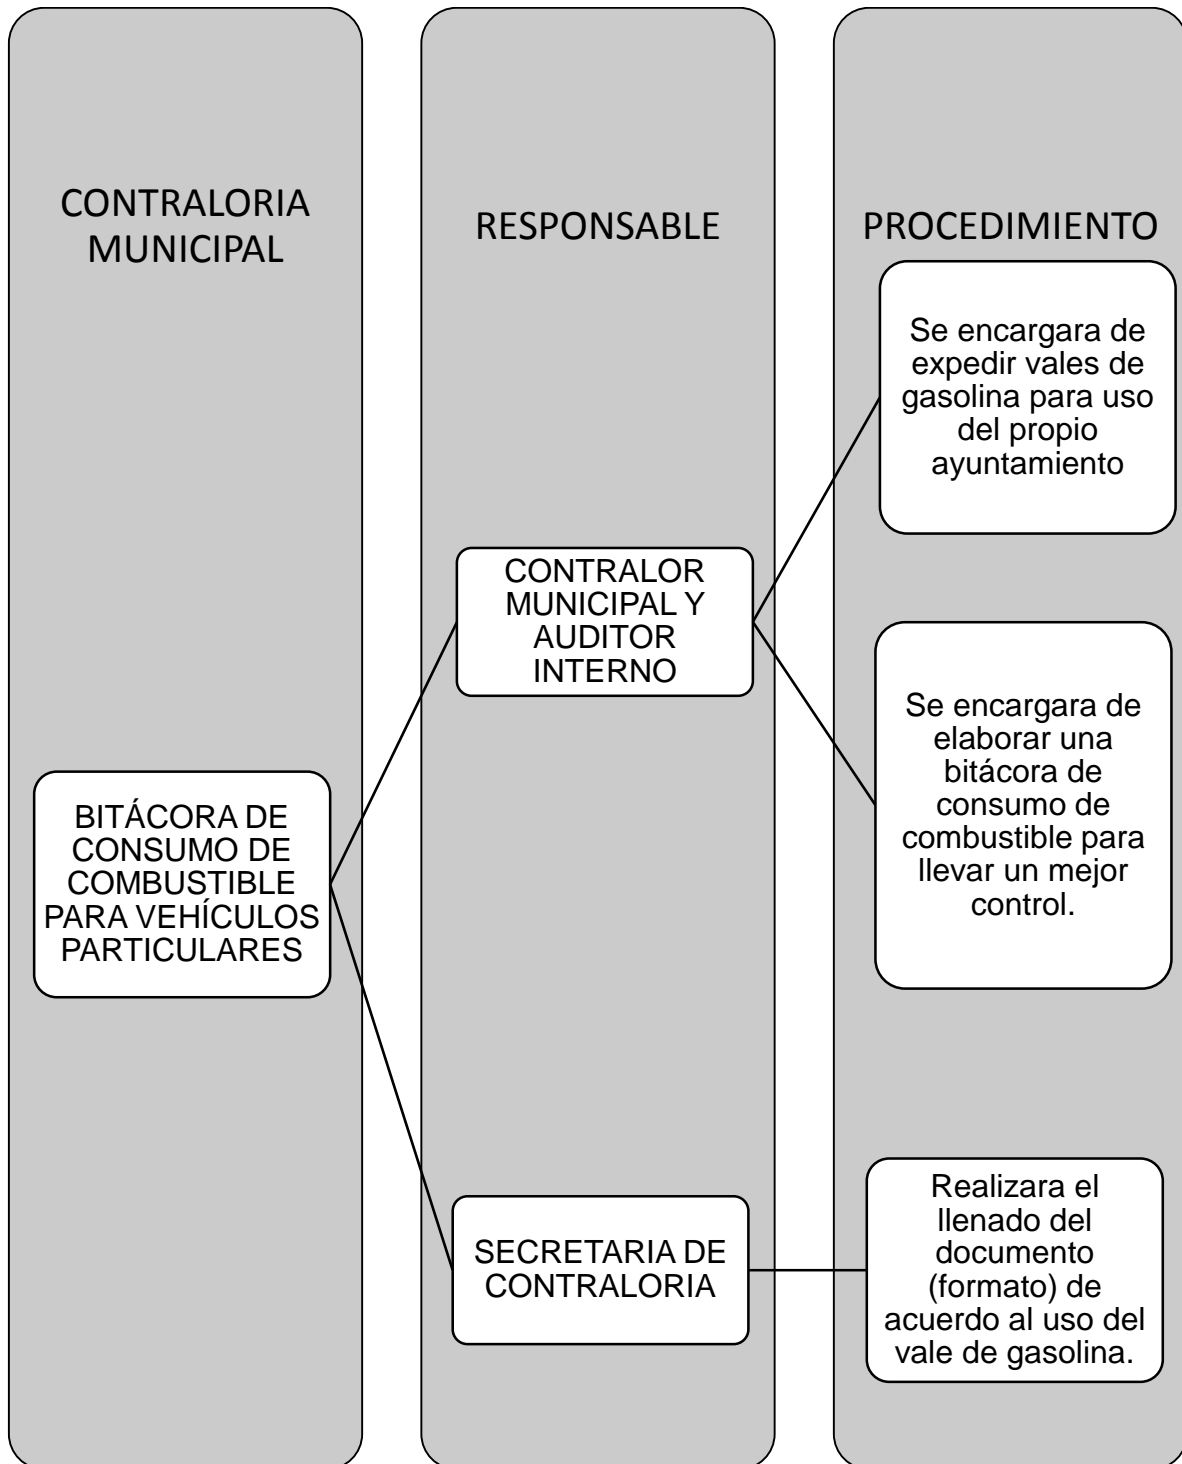 CONTRALORIA
MUNICIPAL
RESPONSABLE
PROCEDIMIENTO
BITÁCORA DE
CONSUMO DE
COMBUSTIBLE
PARA VEHÍCULOS
PARTICULARES
CONTRALOR
MUNICIPAL Y
AUDITOR
INTERNO
Se encargara de
expedir vales de
gasolina para uso
del propio
ayuntamiento
Se encargara de
elaborar una
bitácora de
consumo de
combustible para
llevar un mejor
control.
SECRETARIA DE
CONTRALORIA
Realizara el
llenado del
documento
(formato) de
acuerdo al uso del
vale de gasolina.